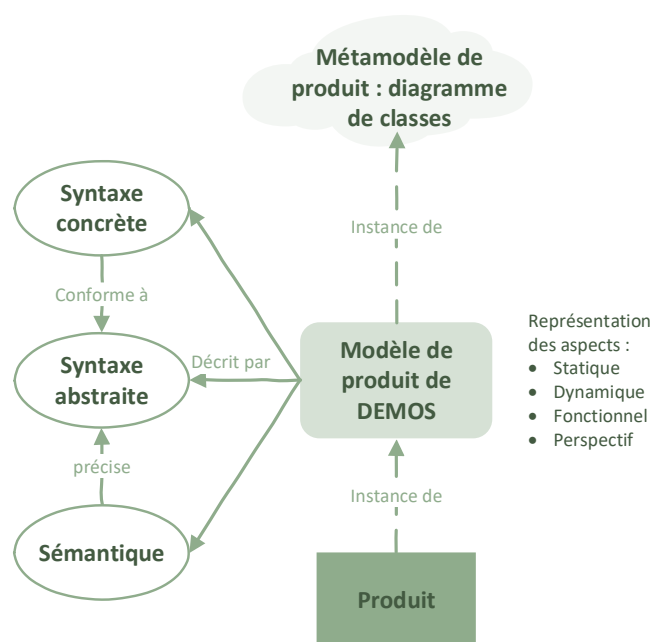 Métamodèle de
produit : diagramme
de classes
Syntaxe
concrète
Instance de
Conforme à
Syntaxe
abstraite
Décrit par
Modèle de
produit de
DEMOS
Représentation
des aspects :
• Statique
• Dynamique
• Fonctionnel
• Perspectif
précise
Instance de
Sémantique
Produit